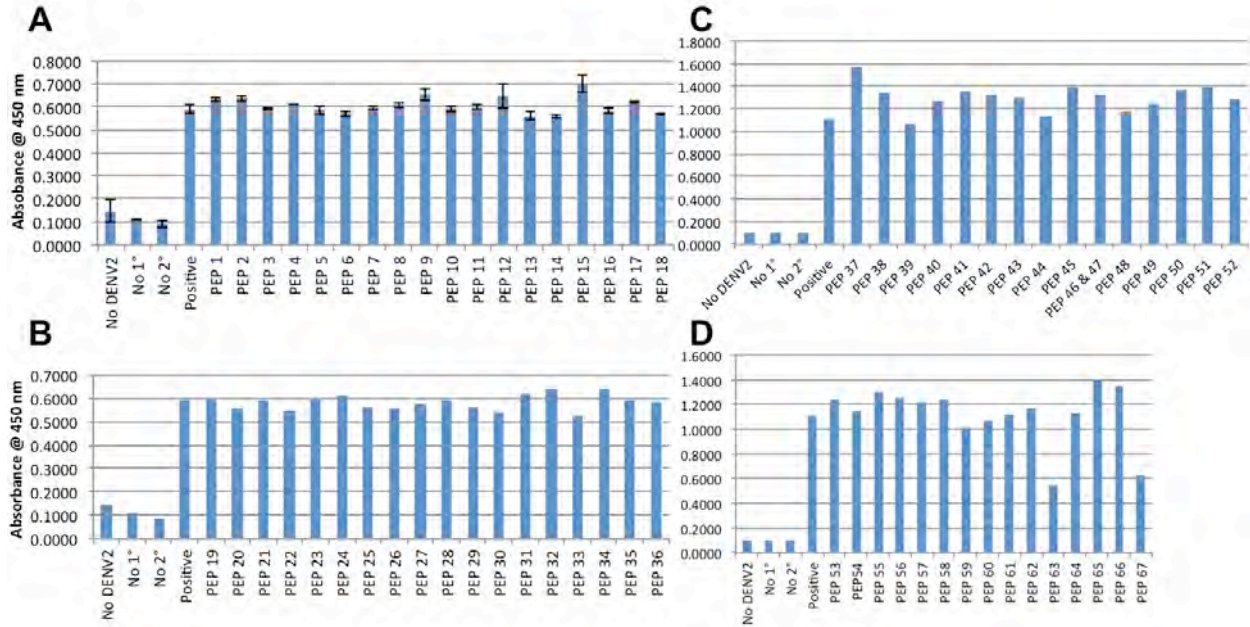 A
Absobance @ 450 nm
0.8000
0.7000
0.6000
0.5000
0.4000
0.3000
0.2000
0.1000
0.0000
No DENV2
No 1°
No 2°
Positive
PEP 1
PEP 2
PEP 3
PEP 4
PEP 5
PEP 6
PEP 7
PEP 8
PEP 9
PEP 10
PEP 11
PEP 12
PEP 13
PEP 14
PEP 15
PEP 16
PEP 17
PEP 18
B
Absorbance @ 450 nm
0.7000
0.6000
0.5000
0.4000
0.3000
0.2000
0.1000
0.0000
No DENV2
No 1°
No 2°
Positive
PEP 19
PEP 20
PEP 21
PEP 22
PEP 23
PEP 24
PEP 25
PEP 26
PEP 27
PEP 28
PEP 29
PEP 30
PEP 31
PEP 32
PEP 33
PEP 34
PEP 35
PEP 36
C
1.8000
1.6000
1.4000
1.2000
1.0000
0.8000
0.6000
0.4000
0.2000
0.0000
No DENV2
No 1°
No 2°
Positive
PEP 37
PEP 38
PEP 39
PEP 40
PEP 41
PEP 42
PEP 43
PEP 44
PEP 45
PEP 46 & 47
PEP 48
PEP 49
PEP 50
PEP 51
PEP 52
D
1.6000
1.4000
1.2000
1.0000
0.8000
0.6000
0.4000
0.2000
0.0000
No DENV2
No 1°
No 2°
Positive
PEP 53
PEP54
PEP 55
PEP 56
PEP 57
PEP 58
PEP 59
PEP 60
PEP 61
PEP 62
PEP 63
PEP 64
PEP 65
PEP 66
PEP 67